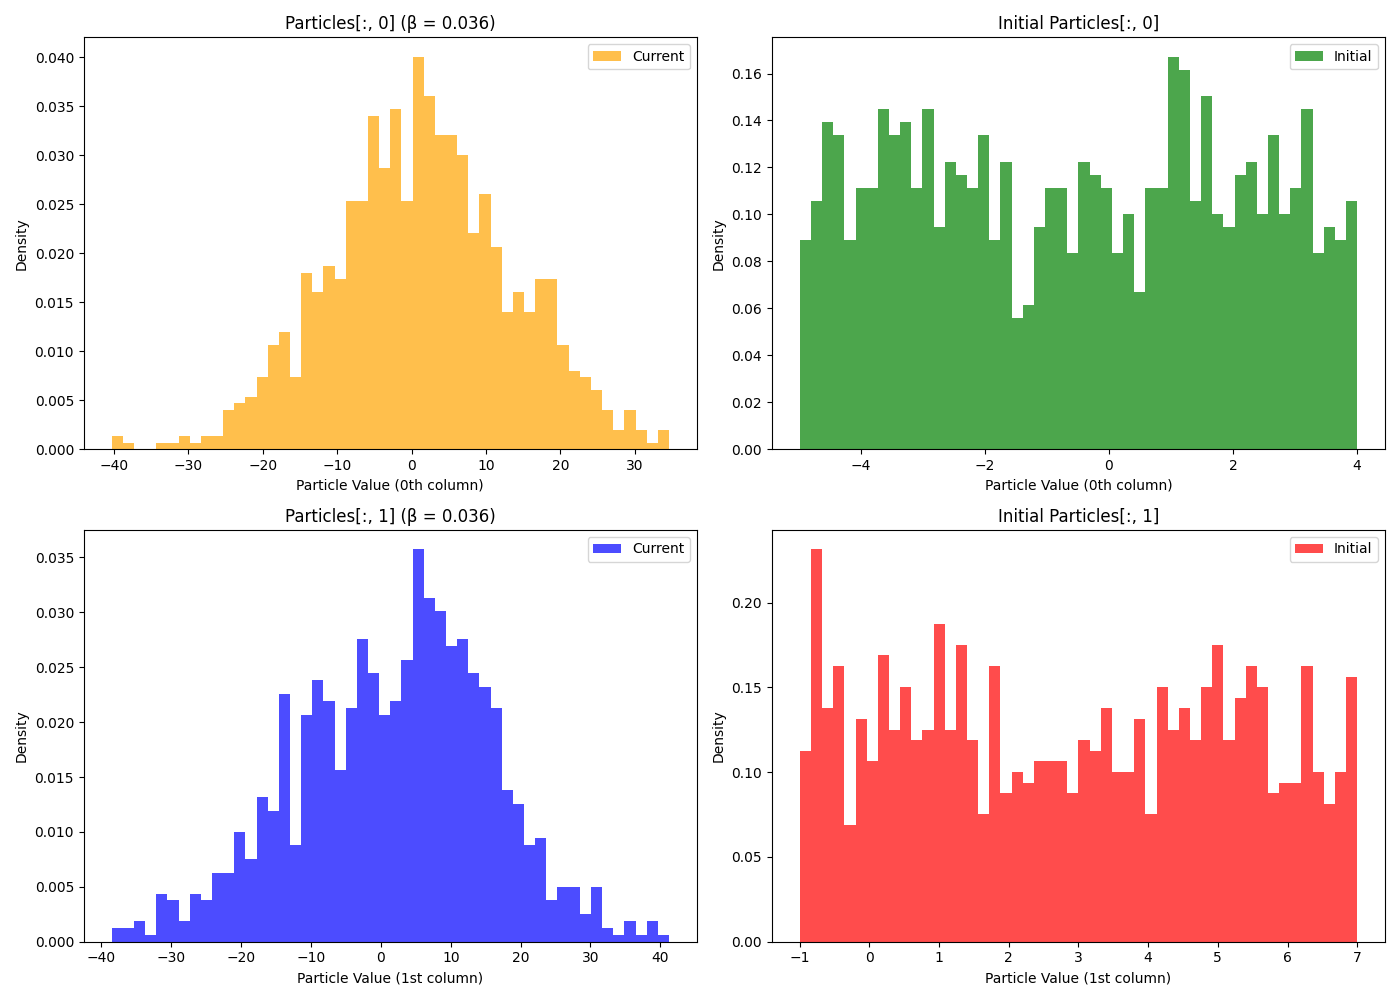 Particles[:, 0] (β = 0.036)
Current
Density
0.040
0.035
0.030
0.025
0.020
0.015
0.010
0.005
0.000
−40 −30 −20 −10 0 10 20 30
Particle Value (0th column)
Initial Particles[:, 0]
Initial
Density
0.16
0.14
0.12
0.10
0.08
0.06
0.04
0.02
0.00
−4 −2 0 2 4
Particle Value (0th column)
Particles[:, 1] (β = 0.036)
Current
Density
0.035
0.030
0.025
0.020
0.015
0.010
0.005
0.000
−40 −30 −20 −10 0 10 20 30 40
Particle Value (1st column)
Initial Particles[:, 1]
Initial
Density
0.20
0.15
0.10
0.05
0.00
−1 0 1 2 3 4 5 6 7
Particle Value (1st column)